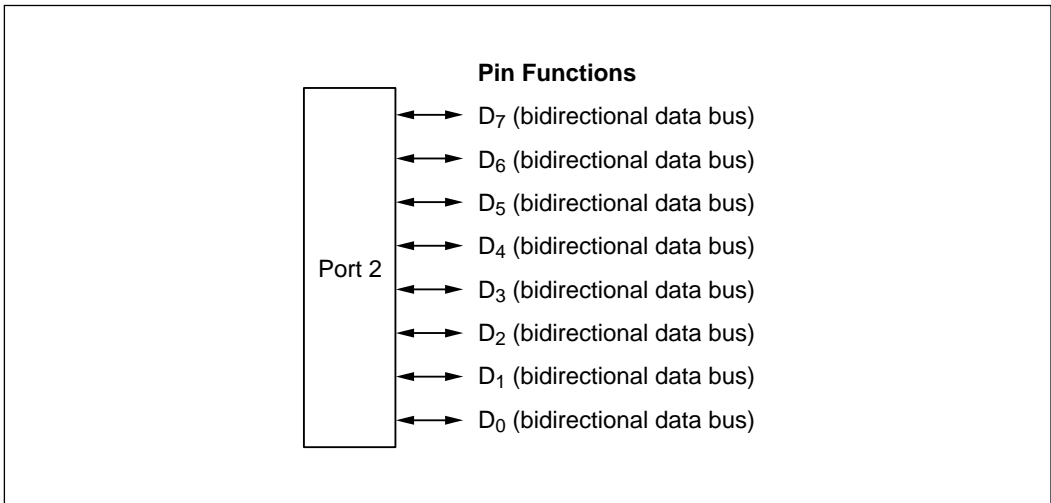 Pin Functions
D7 (bidirectional data bus)
D6 (bidirectional data bus)
D5 (bidirectional data bus)
D4 (bidirectional data bus)
Port 2
D3 (bidirectional data bus)
D2 (bidirectional data bus)
D1 (bidirectional data bus)
D0 (bidirectional data bus)